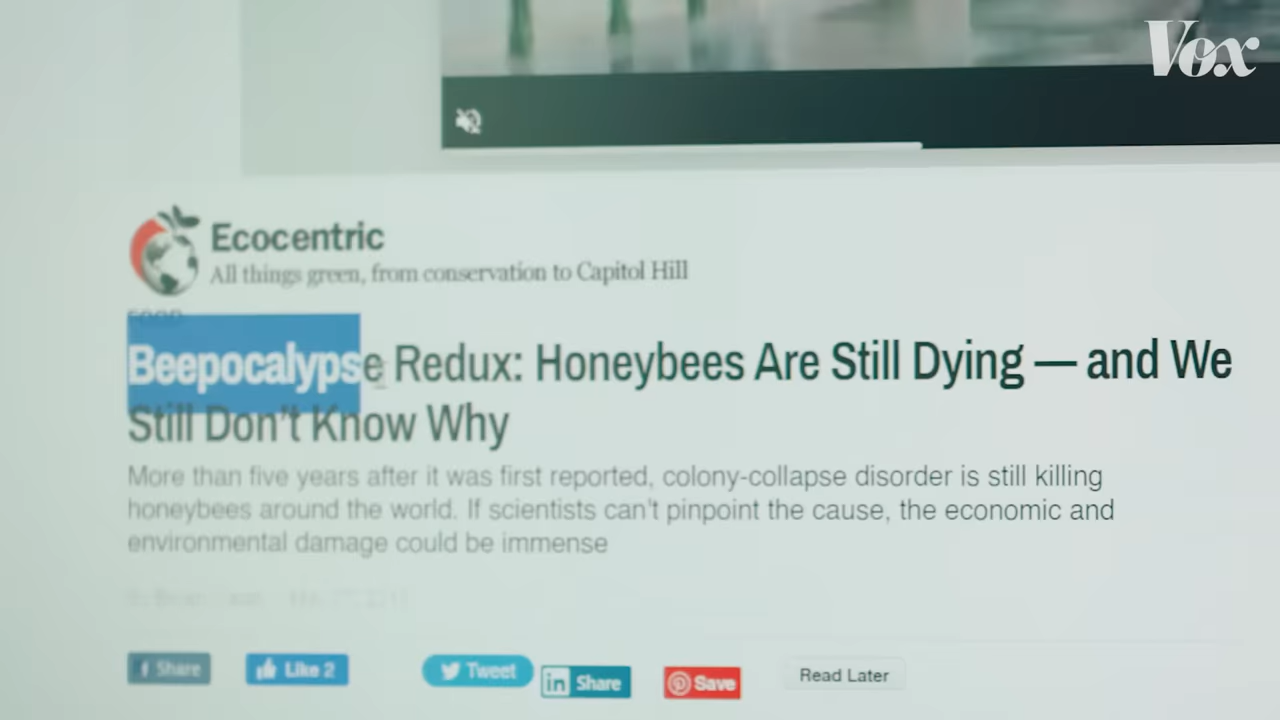 Vox
Ecocentric
All things green, from conservation to Capitol Hill
FOOD
Beepocalypse Redux: Honeybees Are Still Dying — and We
Still Don't Know Why
More than five years after it was first reported, colony-collapse disorder is still killing
honeybees around the world. If scientists can't pinpoint the cause, the economic and
environmental damage could be immense
f Share Like 2 Tweet in Share Save Read Later